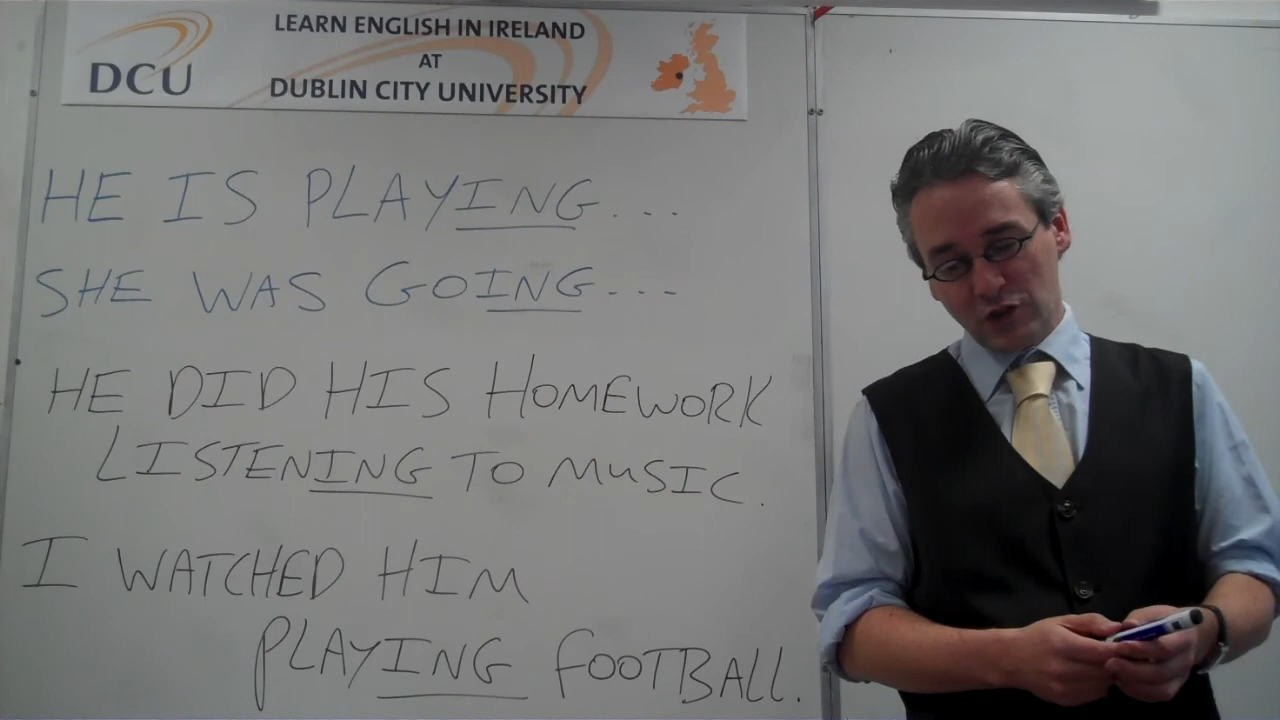 DCU
LEARN ENGLISH IN IRELAND
AT
DUBLIN CITY UNIVERSITY
HE IS PLAYING...
SHE WAS GOING...
HE DID HIS HOMEWORK
LISTENING TO MUSIC.
I WATCHED HIM
PLAYING FOOTBALL.